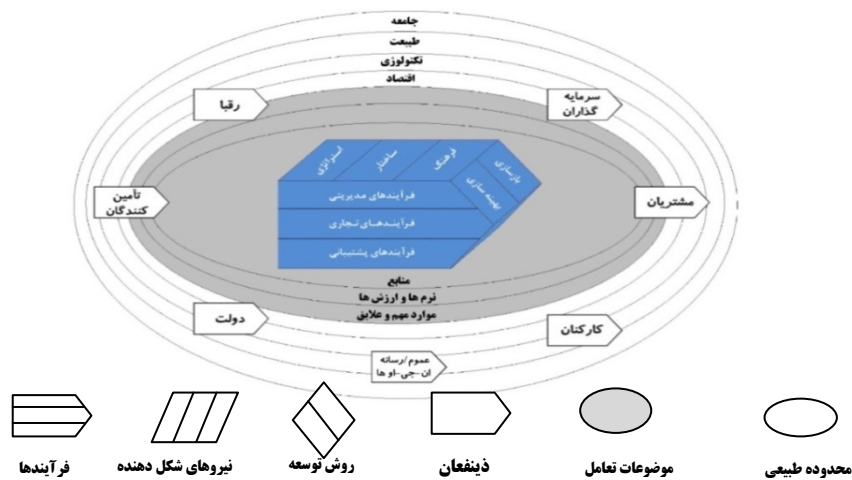 جامعه
طبیعت
تکنولوژی
اقتصاد
سرمایه
گذاران
رقبا
استراتژی
ساختار
فرهنگ
بازسازی
بهینه سازی
فرآیندهای مدیریتی
فرآیندهای تجاری
فرآیندهای پشتیبانی
مشتریان
تأمین
کنندگان
منابع
نرم ها و ارزش ها
موارد مهم و علایق
دولت
کارکنان
عموم/رسانه
ان-جی-او ها
محدوده طبیعی
موضوعات تعامل
ذینفعان
روش توسعه
نیروهای شکل دهنده
فرآیندها